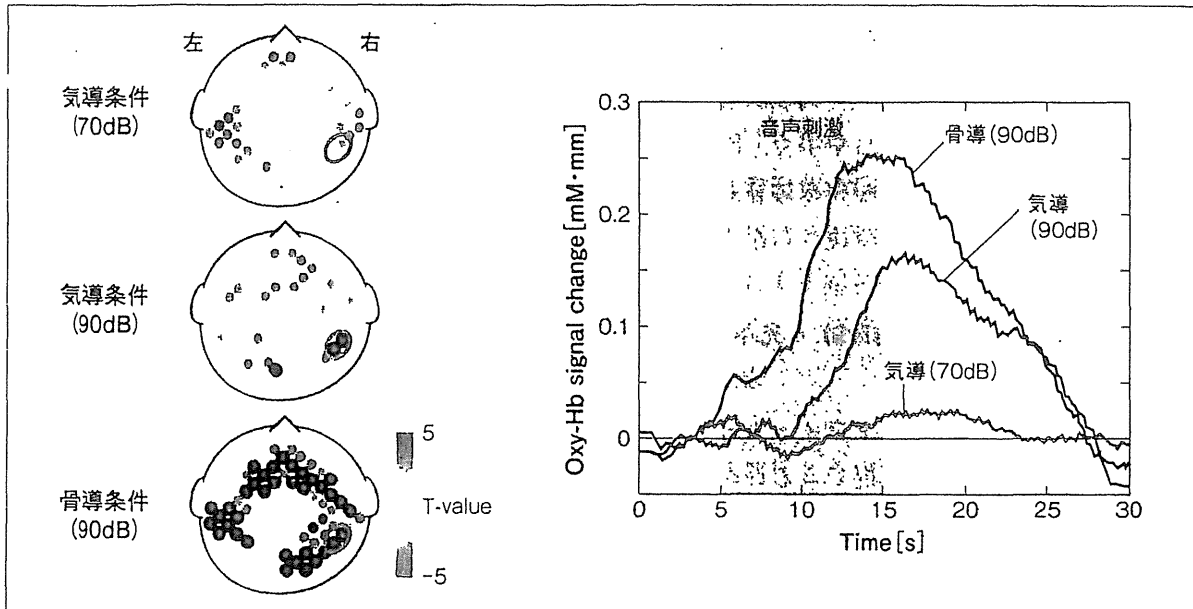 左 右
気導条件
(70dB)
気導条件
(90dB)
骨導条件
(90dB)
5
T-value
-5
Oxy-Hb signal change[mM・mm]
0.3
0.2
0.1
0
音声刺激
骨導(90dB)
気導
(90dB)
気導(70dB)
0 5 10 15 20 25 30
Time[s]